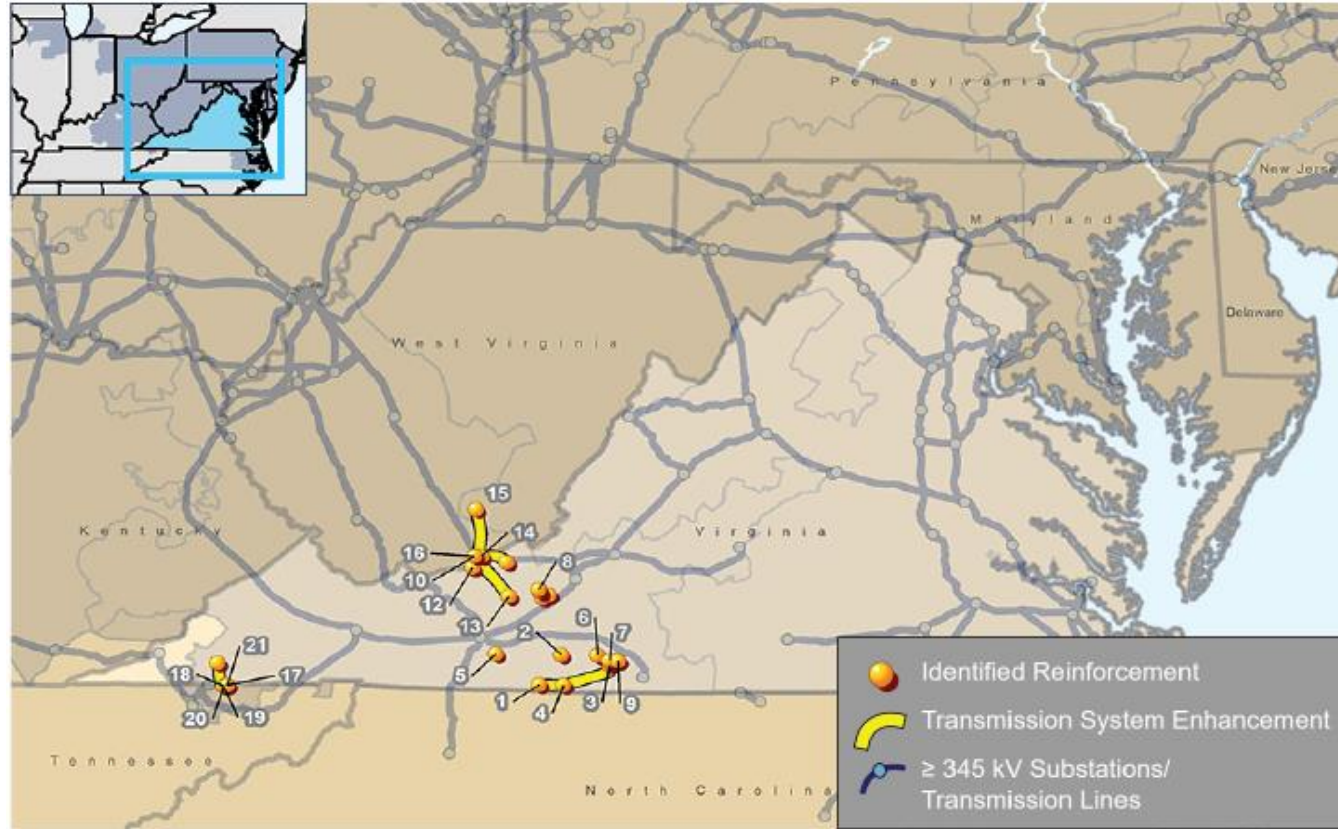 Pennsylvania
New Jersey
Maryland
Delaware
West Virginia
15
Kentucky
Virginia
14
16
10
8
12
13
6
7
2
21
5
18
17
1
4
3
9
20
19
Tennessee
North Carolina
Identified Reinforcement
Transmission System Enhancement
≥ 345 kV Substations/
Transmission Lines